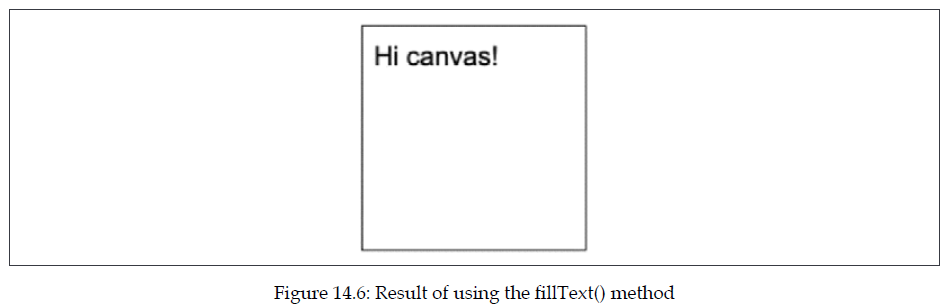 Hi canvas!
Figure 14.6: Result of using the fillText() method